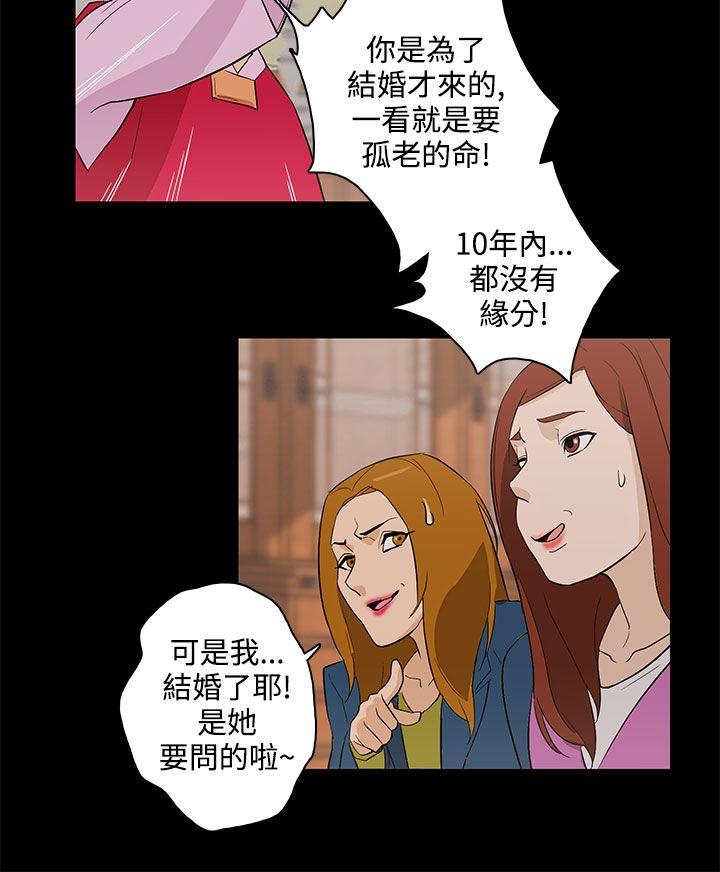 你是為了
結婚才來的,
一看就是要
孤老的命!
10年內...
都沒有
緣分!
可是我...
結婚了耶!
是她
要問的啦~